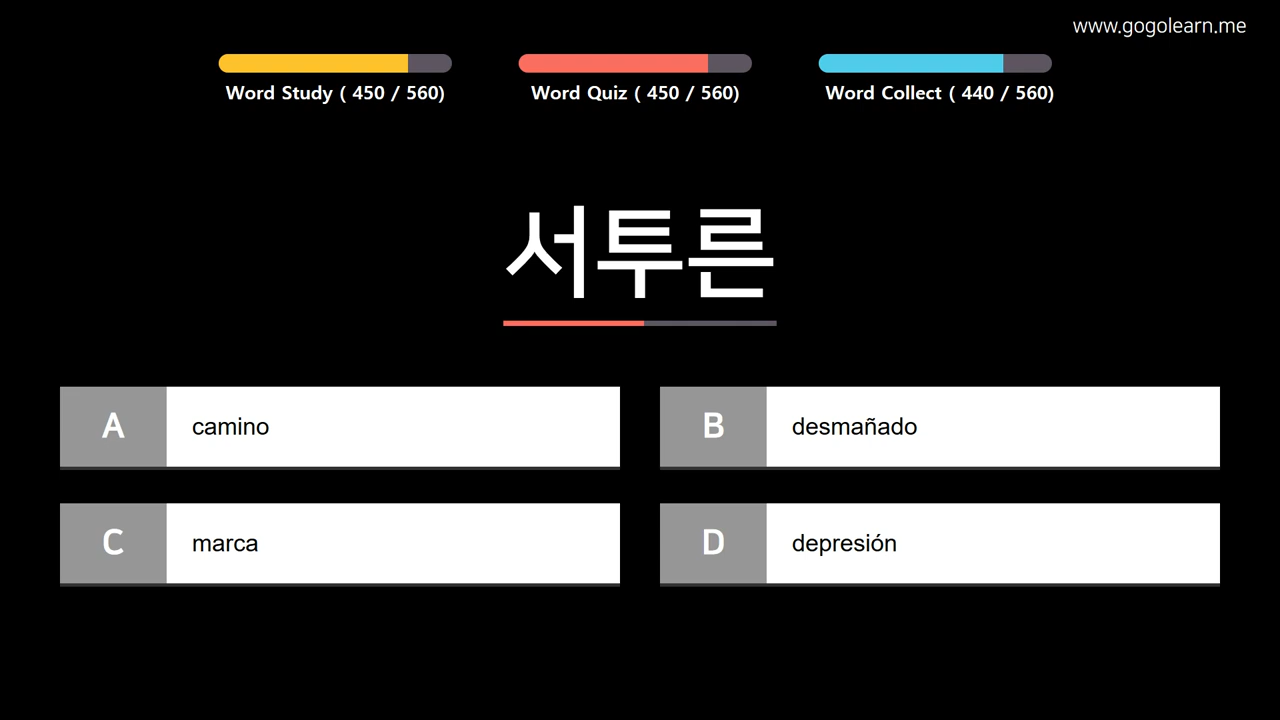 www.gogolearn.me
Word Study ( 450 / 560)
Word Quiz ( 450 / 560)
Word Collect ( 440 / 560)
서투른
A camino
B desmañado
C marca
D depresión